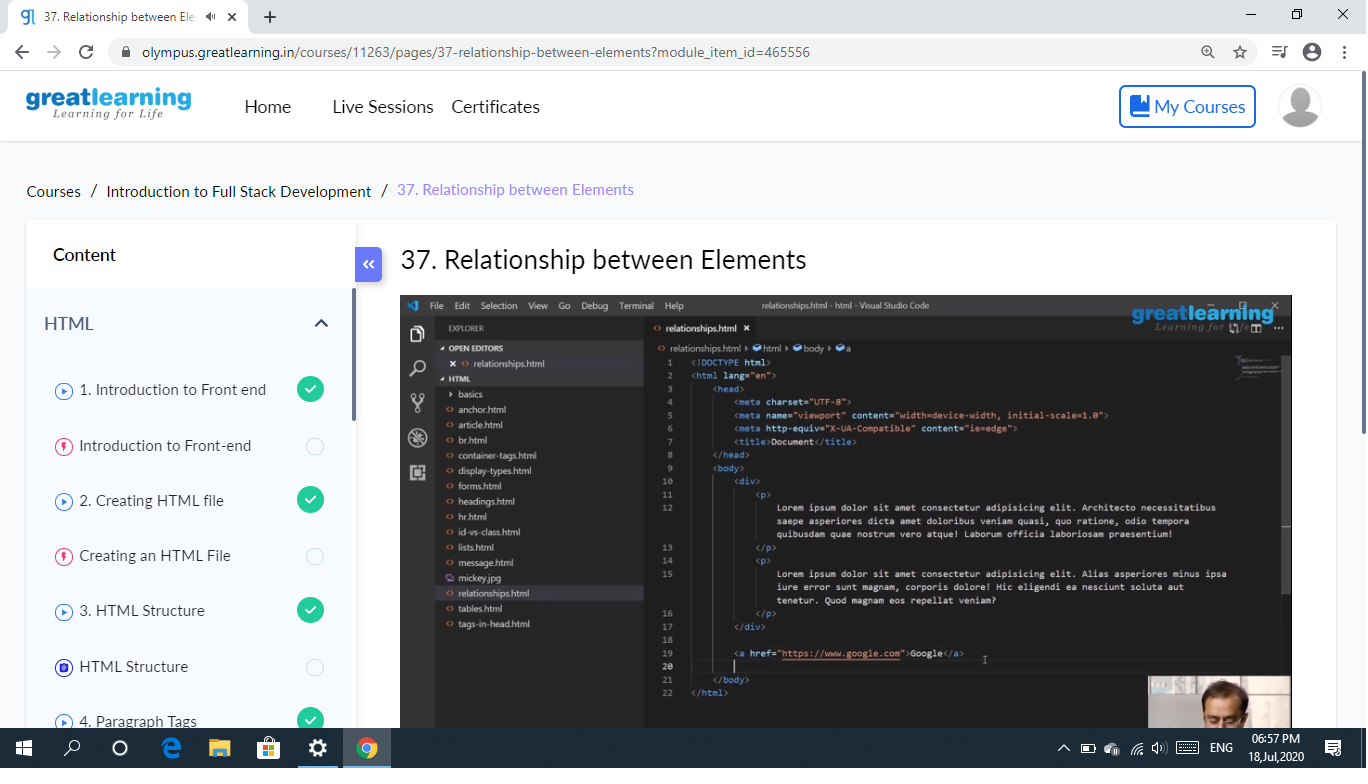 37. Relationship between Ele
olympus.greatlearning.in/courses/11263/pages/37-relationship-between-elements?module_item_id=465556
greatlearning
Learning for Life
Home Live Sessions Certificates
My Courses
Courses / Introduction to Full Stack Development / 37. Relationship between Elements
Content
HTML
1. Introduction to Front end
Introduction to Front-end
2. Creating HTML file
Creating an HTML File
3. HTML Structure
HTML Structure
4. Paragraph Tags
37. Relationship between Elements
File Edit Selection View Go Debug Terminal Help relationships.html - html - Visual Studio Code
greatlearning
Learning for Life
EXPLORER
OPEN EDITORS
relationships.html
HTML
basics
anchor.html
article.html
br.html
container-tags.html
display-types.html
forms.html
headings.html
hr.html
id-vs-class.html
lists.html
message.html
mickey.jpg
relationships.html
tables.html
tags-in-head.html
relationships.html
relationships.html html body a
1 <!DOCTYPE html>
2 <html lang="en">
3 <head>
4 <meta charset="UTF-8">
5 <meta name="viewport" content="width=device-width, initial-scale=1.0">
6 <meta http-equiv="X-UA-Compatible" content="ie=edge">
7 <title>Document</title>
8 </head>
9 <body>
10 <div>
11 <p>
12 Lorem ipsum dolor sit amet consectetur adipisicing elit. Architecto necessitatibus
saepe asperiores dicta amet doloribus veniam quasi, quo ratione, odio tempora
quibusdam quae nostrum vero atque! Laborum officia laboriosam praesentium!
13 </p>
14 <p>
15 Lorem ipsum dolor sit amet consectetur adipisicing elit. Alias asperiores minus ipsa
iure error sunt magnam, corporis dolore! Hic eligendi ea nesciunt soluta aut
tenetur. Quod magnam eos repellat veniam?
16 </p>
17 </div>
18
19 <a href="https://www.google.com">Google</a>
20
21 </body>
22 </html>
ENG
06:57 PM
18,Jul,2020